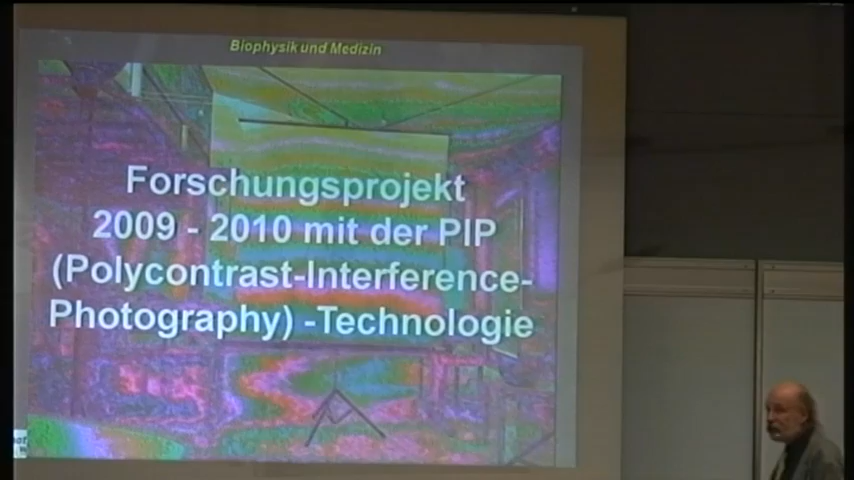 Biophysik und Medizin
Forschungsprojekt
2009 - 2010 mit der PIP
(Polycontrast-Interference-
Photography) -Technologie